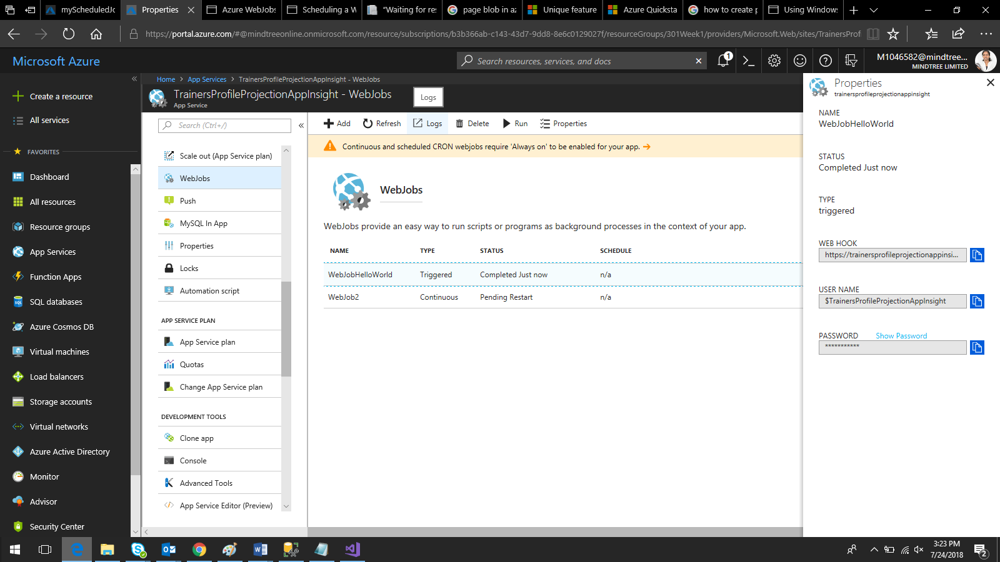 myScheduledJo
Properties
Azure WebJobs
Scheduling a W
"Waiting for res
page blob in az
Unique feature
Azure Quicksta
how to create p
Using Windows
https://portal.azure.com/#@mindtreeonline.onmicrosoft.com/resource/subscriptions/b3b366ab-c143-43d7-9dd8-8e6c0129027f/resourceGroups/301Week1/providers/Microsoft.Web/sites/TrainersProfi
Microsoft Azure
Search resources, services, and docs
1
M1046582@mindtree...
MINDTREE LIMITED
Create a resource
All services
FAVORITES
Dashboard
All resources
Resource groups
App Services
Function Apps
SQL databases
Azure Cosmos DB
Virtual machines
Load balancers
Storage accounts
Virtual networks
Azure Active Directory
Monitor
Advisor
Security Center
Home > App Services > TrainersProfileProjectionAppInsight - WebJobs
TrainersProfileProjectionAppInsight - WebJobs
App Service
Logs
Search (Ctrl+/)
Scale out (App Service plan)
WebJobs
Push
MySQL In App
Properties
Locks
Automation script
APP SERVICE PLAN
App Service plan
Quotas
Change App Service plan
DEVELOPMENT TOOLS
Clone app
Console
Advanced Tools
App Service Editor (Preview)
Add Refresh Logs Delete Run Properties
Continuous and scheduled CRON webjobs require 'Always on' to be enabled for your app. →
WebJobs
WebJobs provide an easy way to run scripts or programs as background processes in the context of your app.
NAME TYPE STATUS SCHEDULE
WebJobHelloWorld Triggered Completed Just now n/a
WebJob2 Continuous Pending Restart n/a
Properties
trainersprofileprojectionappinsight
NAME
WebJobHelloWorld
STATUS
Completed Just now
TYPE
triggered
WEB HOOK
https://trainersprofileprojectionappinsi...
USER NAME
$TrainersProfileProjectionAppInsight
PASSWORD Show Password
***********
3:23 PM
7/24/2018
2